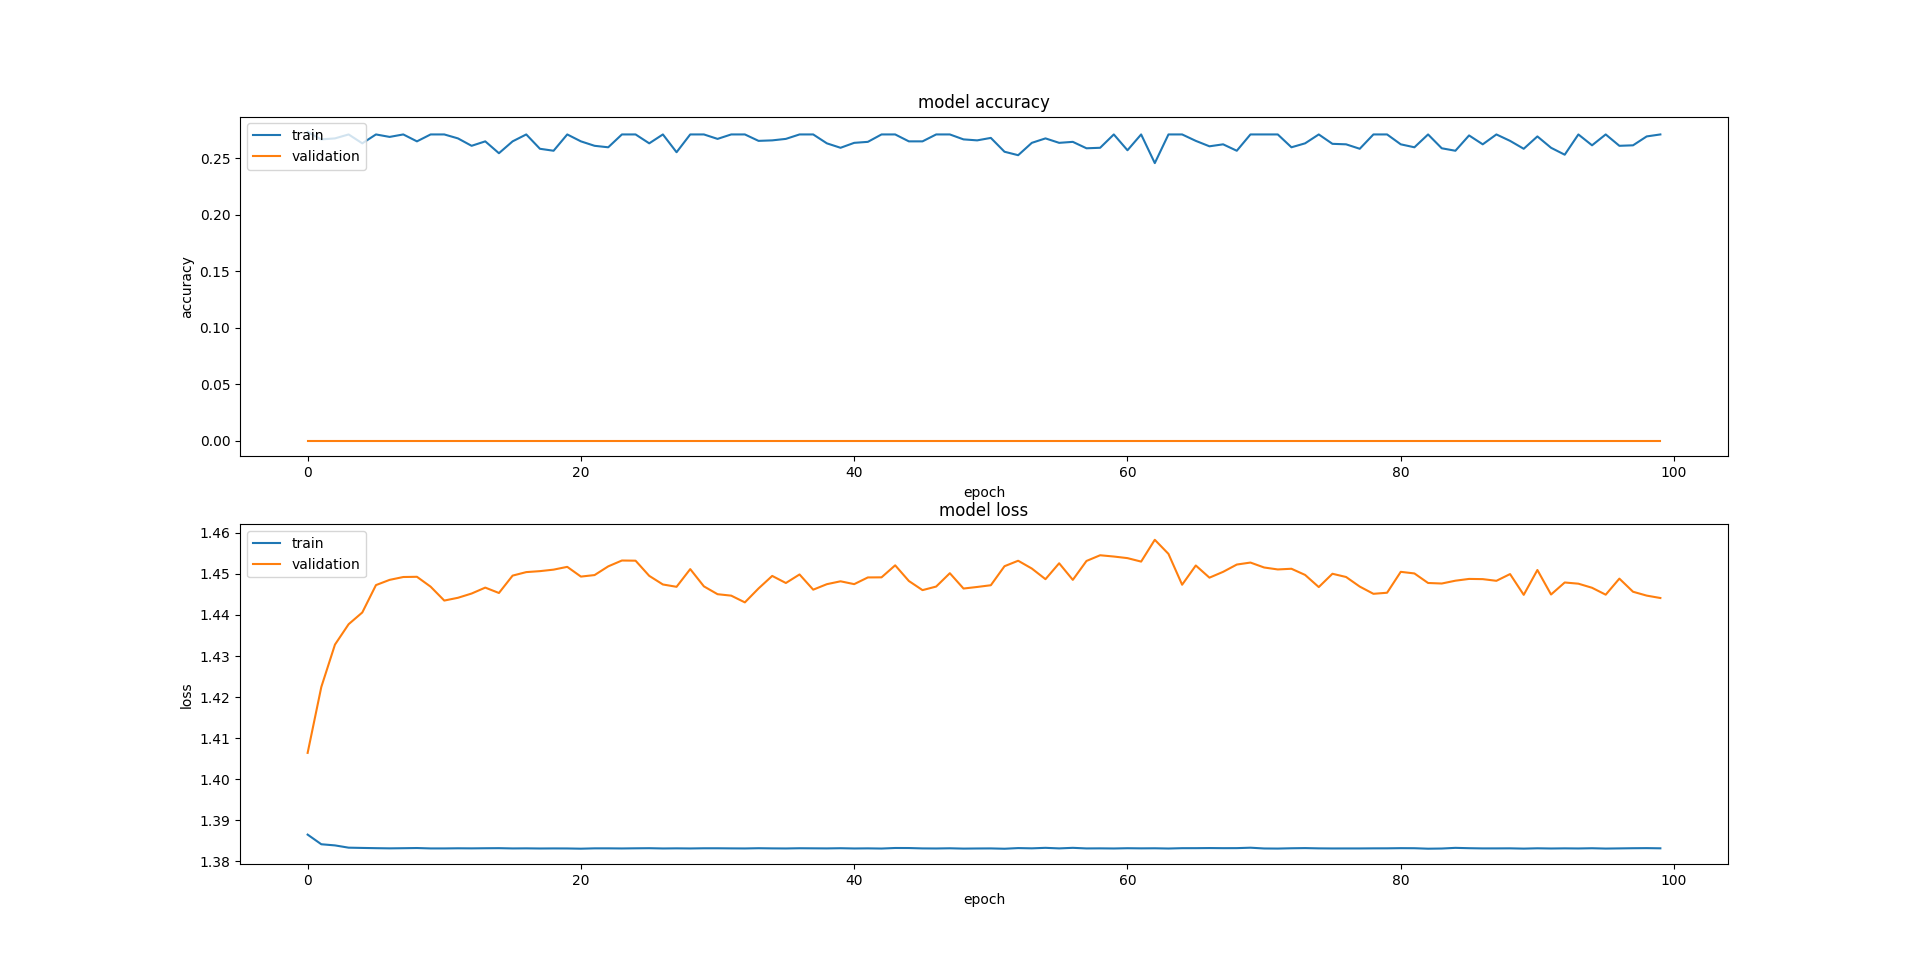 model accuracy
train
validation
0.25
0.20
0.15
0.10
0.05
0.00
accuracy
0 20 40 60 80 100
epoch
model loss
train
validation
1.46
1.45
1.44
1.43
1.42
1.41
1.40
1.39
1.38
loss
0 20 40 60 80 100
epoch